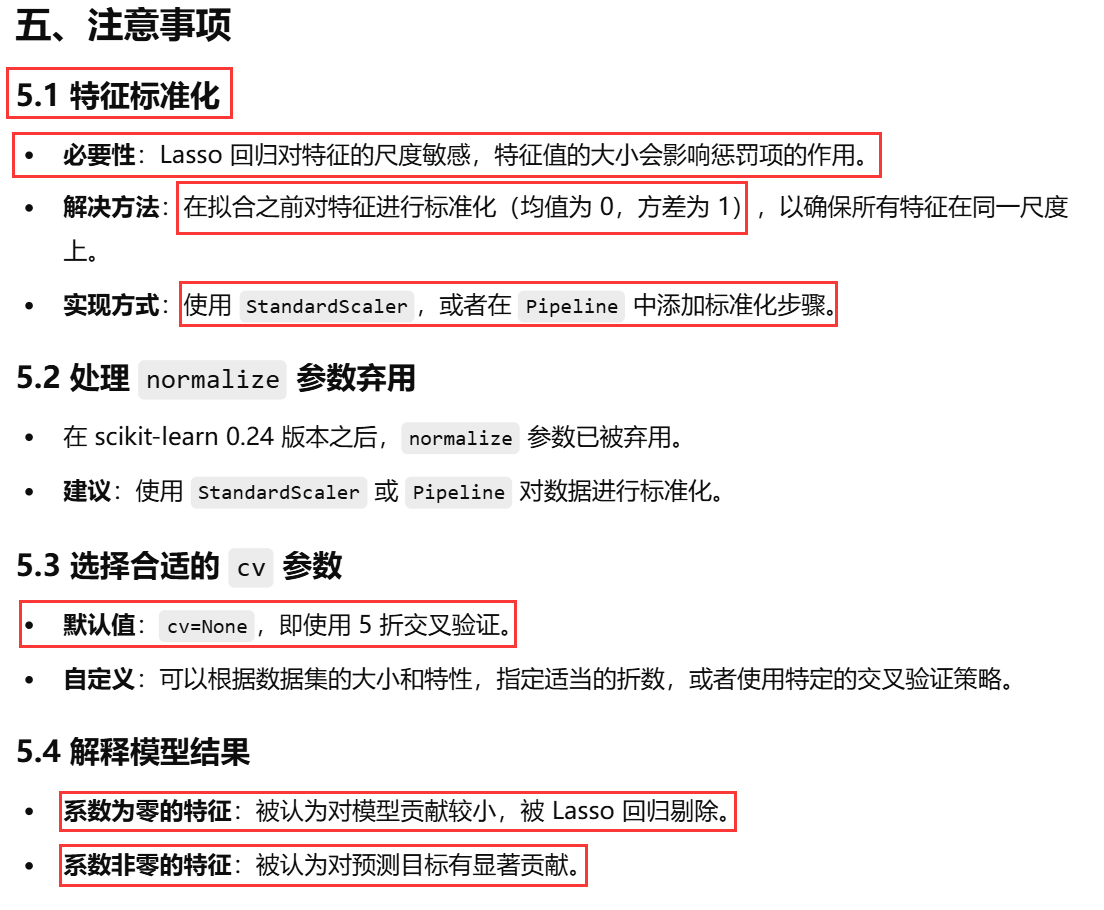 五、注意事项
5.1 特征标准化
• 必要性：Lasso 回归对特征的尺度敏感，特征值的大小会影响惩罚项的作用。
• 解决方法：在拟合之前对特征进行标准化（均值为 0，方差为 1），以确保所有特征在同一尺度
上。
• 实现方式：使用 StandardScaler，或者在 Pipeline 中添加标准化步骤。
5.2 处理 normalize 参数弃用
• 在 scikit-learn 0.24 版本之后，normalize 参数已被弃用。
• 建议：使用 StandardScaler 或 Pipeline 对数据进行标准化。
5.3 选择合适的 cv 参数
• 默认值：cv=None，即使用 5 折交叉验证。
• 自定义：可以根据数据集的大小和特性，指定适当的折数，或者使用特定的交叉验证策略。
5.4 解释模型结果
• 系数为零的特征：被认为对模型贡献较小，被 Lasso 回归剔除。
• 系数非零的特征：被认为对预测目标有显著贡献。